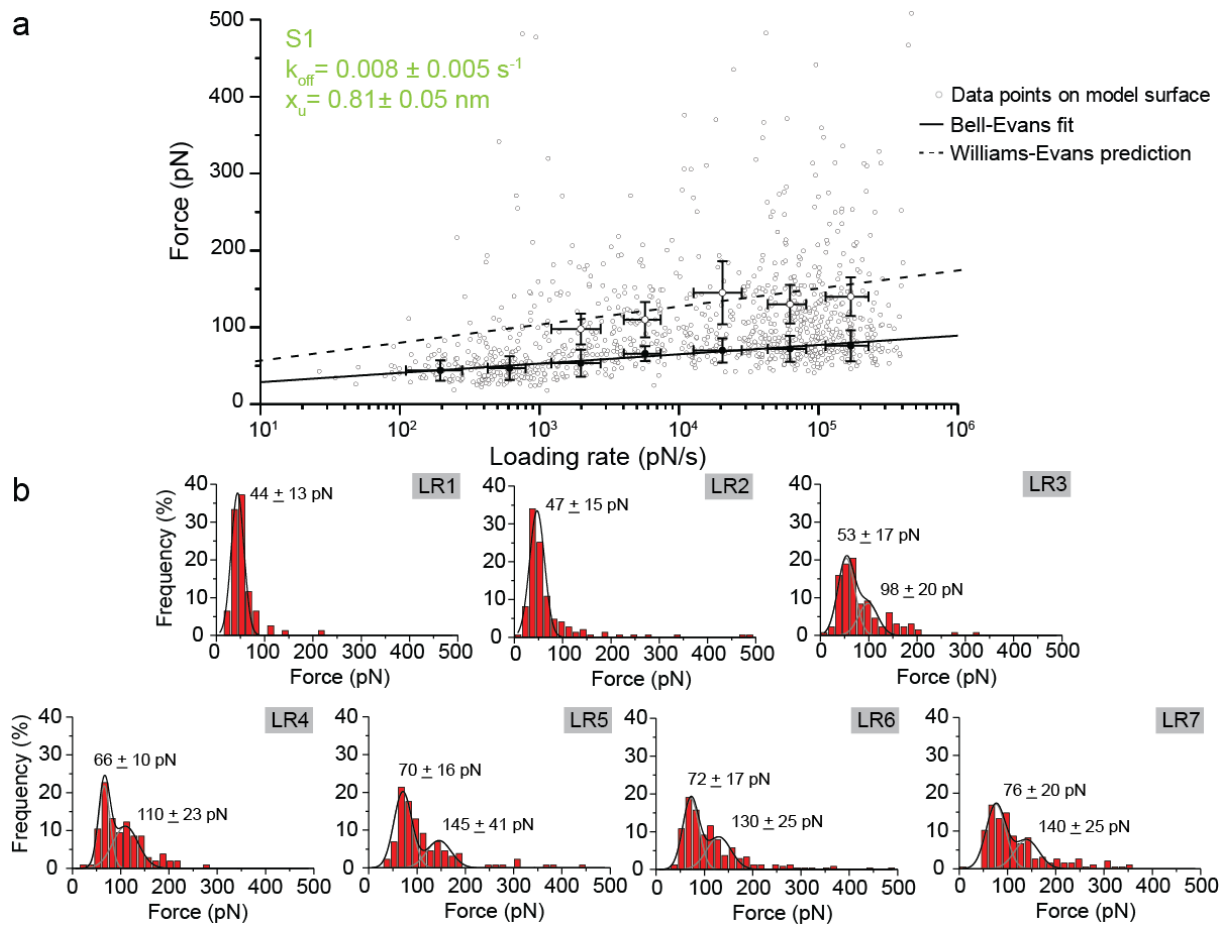 a
S1
k_off= 0.008 ± 0.005 s⁻¹
x_u= 0.81± 0.05 nm
Data points on model surface
Bell-Evans fit
Williams-Evans prediction
Force (pN)
500
400
300
200
100
0
10¹ 10² 10³ 10⁴ 10⁵ 10⁶
Loading rate (pN/s)
b
LR1
44 ± 13 pN
Frequency (%)
40
30
20
10
0
0 100 200 300 400 500
Force (pN)
LR2
47 ± 15 pN
40
30
20
10
0
0 100 200 300 400 500
Force (pN)
LR3
53 ± 17 pN
98 ± 20 pN
40
30
20
10
0
0 100 200 300 400 500
Force (pN)
LR4
66 ± 10 pN
110 ± 23 pN
Frequency (%)
40
30
20
10
0
0 100 200 300 400 500
Force (pN)
LR5
70 ± 16 pN
145 ± 41 pN
40
30
20
10
0
0 100 200 300 400 500
Force (pN)
LR6
72 ± 17 pN
130 ± 25 pN
40
30
20
10
0
0 100 200 300 400 500
Force (pN)
LR7
76 ± 20 pN
140 ± 25 pN
40
30
20
10
0
0 100 200 300 400 500
Force (pN)